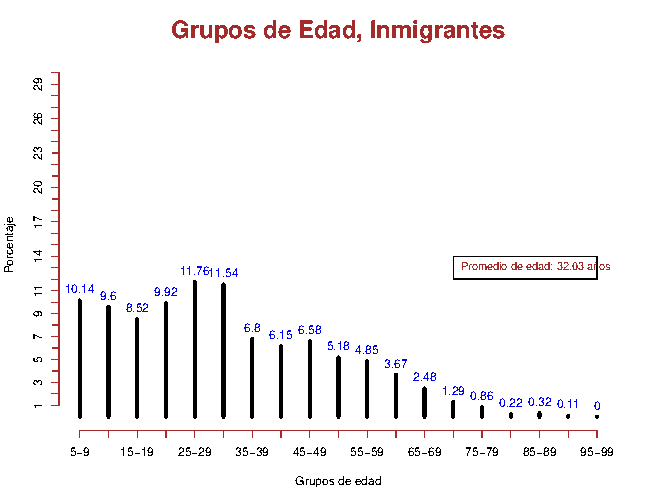 Grupos de Edad, Inmigrantes
Porcentaje
29
26
23
20
17
14
11
9
7
5
3
1
Promedio de edad: 32.03 años
10.14 9.6 8.52 9.92 11.76 11.54 6.8 6.15 6.58 5.18 4.85 3.67 2.48 1.29 0.86 0.22 0.32 0.11 0
5-9 15-19 25-29 35-39 45-49 55-59 65-69 75-79 85-89 95-99
Grupos de edad